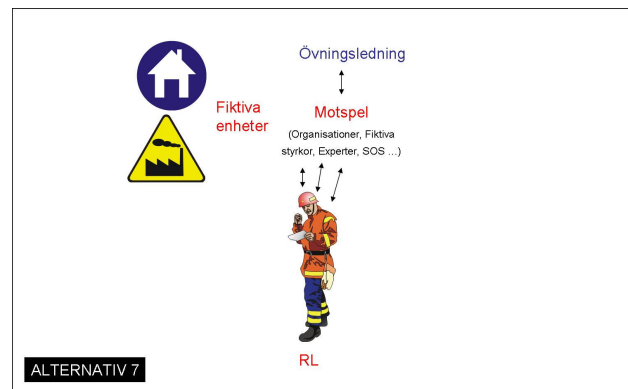 Övningsledning
Fiktiva
enheter
Motspel
(Organisationer, Fiktiva
styrkor, Experter, SOS ...)
RL
ALTERNATIV 7